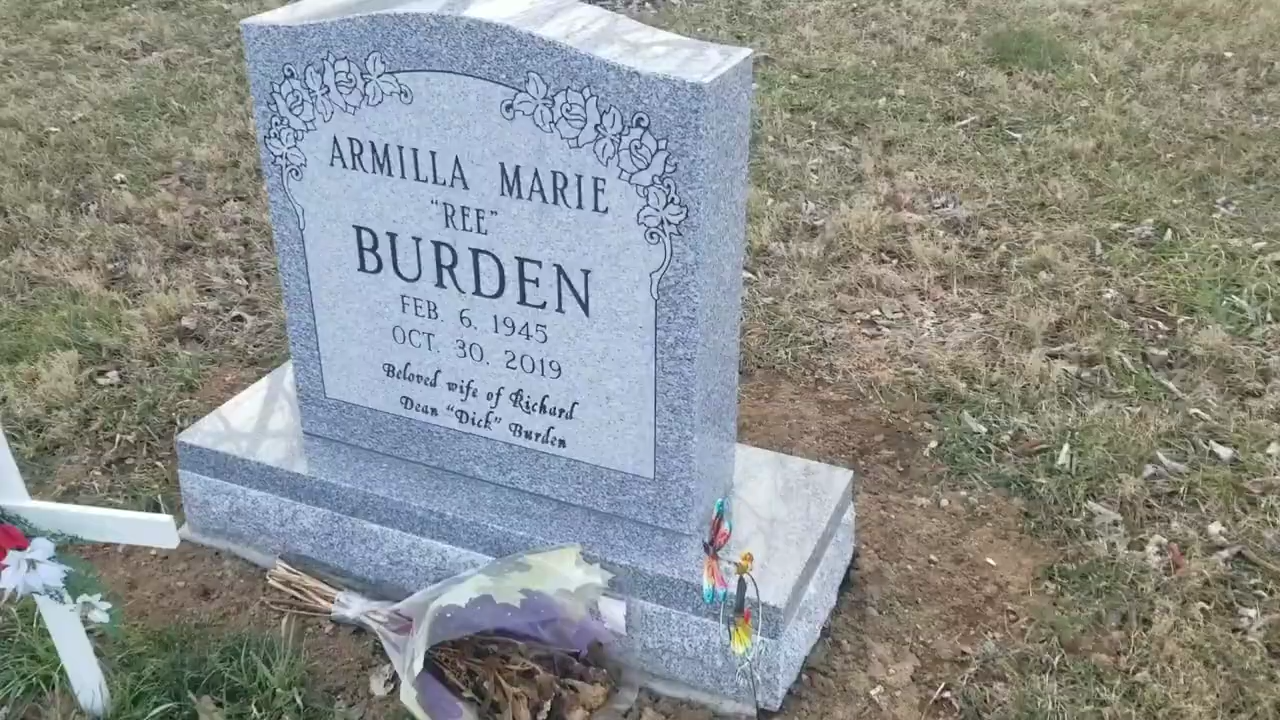 ARMILLA MARIE
“REE”
BURDEN
FEB. 6. 1945
OCT. 30. 2019
Beloved wife of Richard
Dean “Dick” Burden